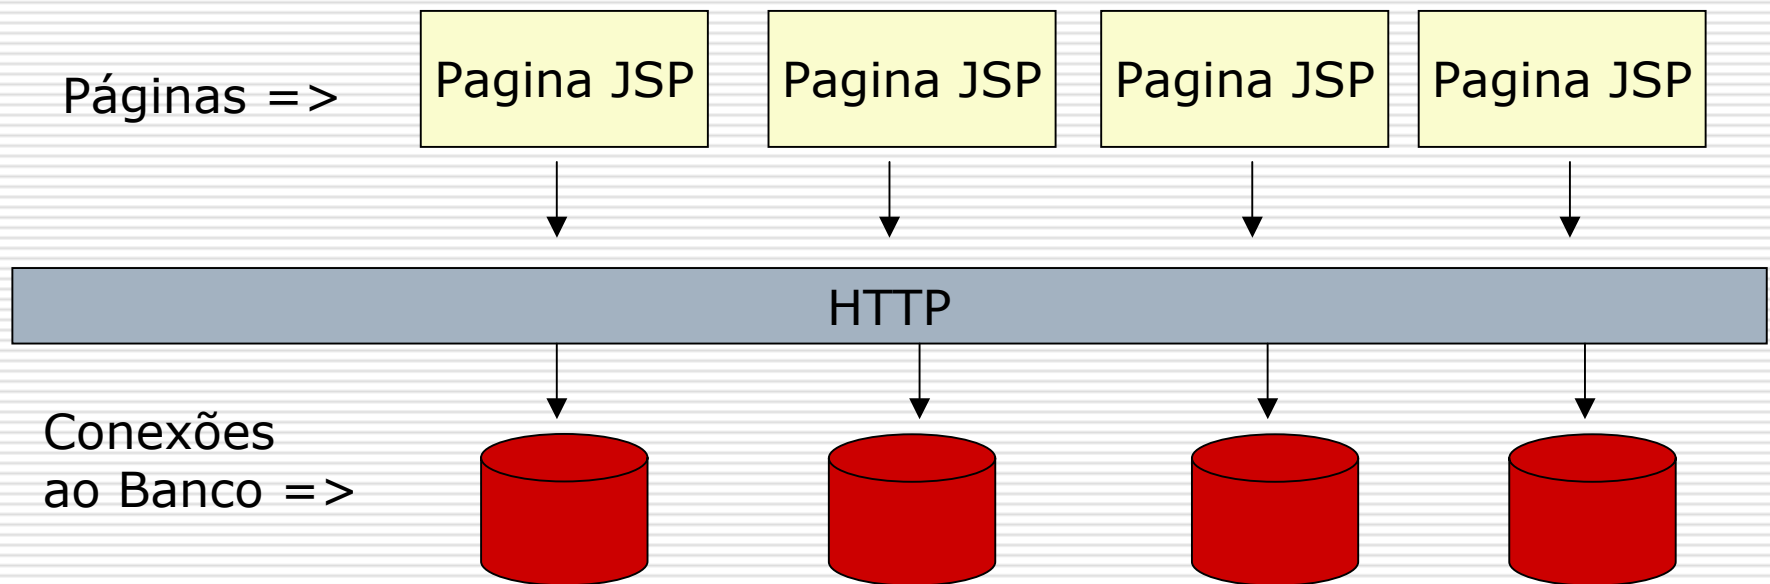 Páginas =>
Pagina JSP
Pagina JSP
Pagina JSP
Pagina JSP
HTTP
Conexões
ao Banco =>